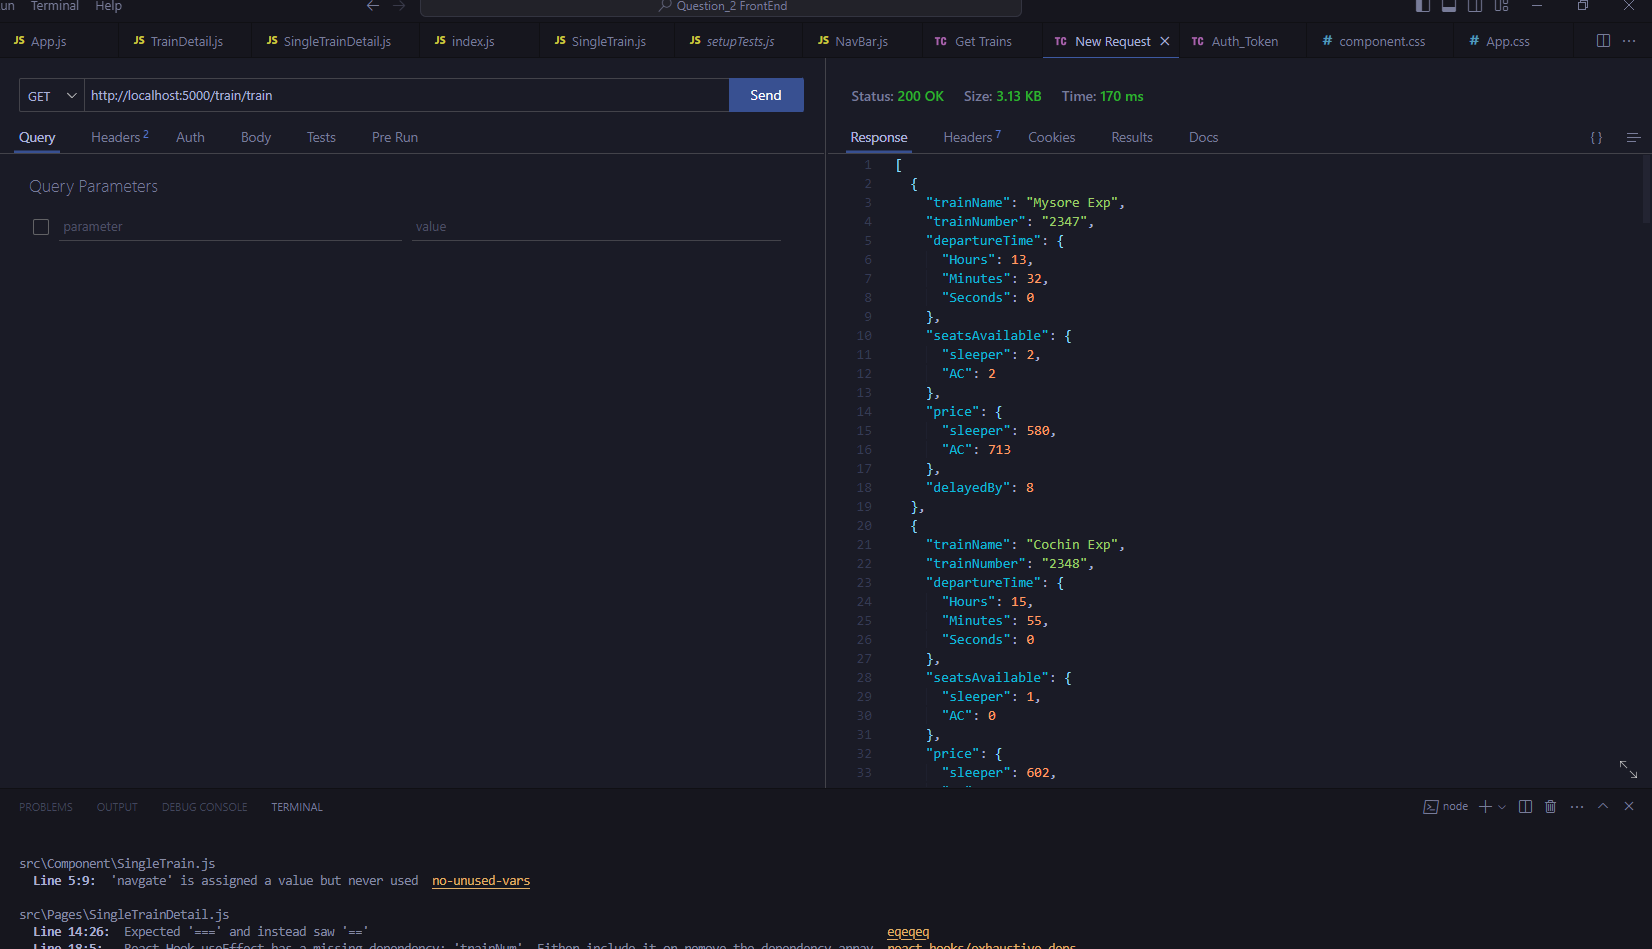 un Terminal Help Question_2 FrontEnd
JS App.js JS TrainDetail.js JS SingleTrainDetail.js JS index.js JS SingleTrain.js JS setupTests.js JS NavBar.js TC Get Trains TC New Request TC Auth_Token # component.css # App.css
GET http://localhost:5000/train/train Send
Query Headers 2 Auth Body Tests Pre Run
Query Parameters
parameter value
Status: 200 OK Size: 3.13 KB Time: 170 ms
Response Headers 7 Cookies Results Docs { }
1 [
2 {
3 "trainName": "Mysore Exp",
4 "trainNumber": "2347",
5 "departureTime": {
6 "Hours": 13,
7 "Minutes": 32,
8 "Seconds": 0
9 },
10 "seatsAvailable": {
11 "sleeper": 2,
12 "AC": 2
13 },
14 "price": {
15 "sleeper": 580,
16 "AC": 713
17 },
18 "delayedBy": 8
19 },
20 {
21 "trainName": "Cochin Exp",
22 "trainNumber": "2348",
23 "departureTime": {
24 "Hours": 15,
25 "Minutes": 55,
26 "Seconds": 0
27 },
28 "seatsAvailable": {
29 "sleeper": 1,
30 "AC": 0
31 },
32 "price": {
33 "sleeper": 602,
PROBLEMS OUTPUT DEBUG CONSOLE TERMINAL node
src\Component\SingleTrain.js
Line 5:9: 'navgate' is assigned a value but never used no-unused-vars
src\Pages\SingleTrainDetail.js
Line 14:26: Expected '===' and instead saw '==' eqeqeq
Line 18:5: React Hook useEffect has a missing dependency: 'trainNum'. Either include it or remove the dependency array react-hooks/exhaustive-deps